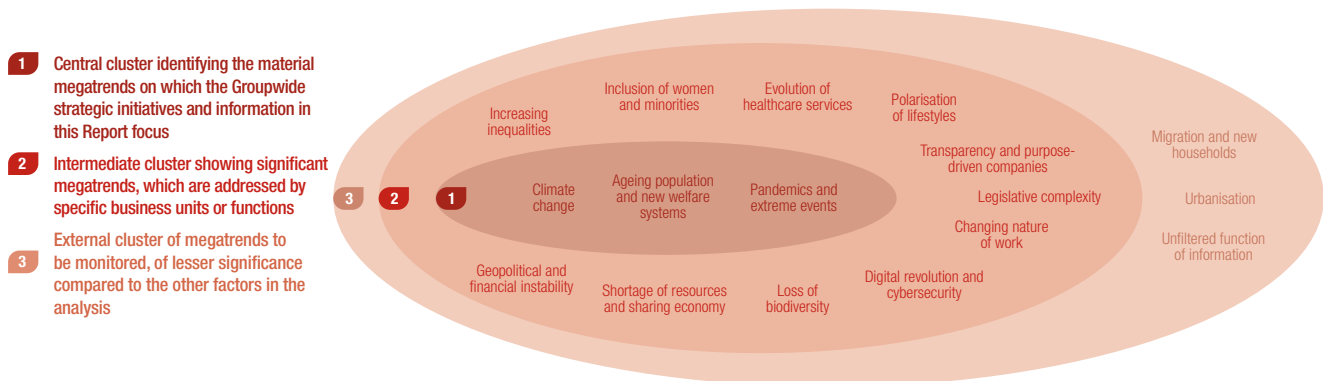 1
Central cluster identifying the material
megatrends on which the Groupwide
strategic initiatives and information in
this Report focus
2
Intermediate cluster showing significant
megatrends, which are addressed by
specific business units or functions
3
External cluster of megatrends to
be monitored, of lesser significance
compared to the other factors in the
analysis
3
2
1
Increasing
inequalities
Inclusion of women
and minorities
Evolution of
healthcare services
Polarisation
of lifestyles
Climate
change
Ageing population
and new welfare
systems
Pandemics and
extreme events
Transparency and purpose-
driven companies
Legislative complexity
Changing nature
of work
Geopolitical and
financial instability
Shortage of resources
and sharing economy
Loss of
biodiversity
Digital revolution and
cybersecurity
Migration and new
households
Urbanisation
Unfiltered function
of information